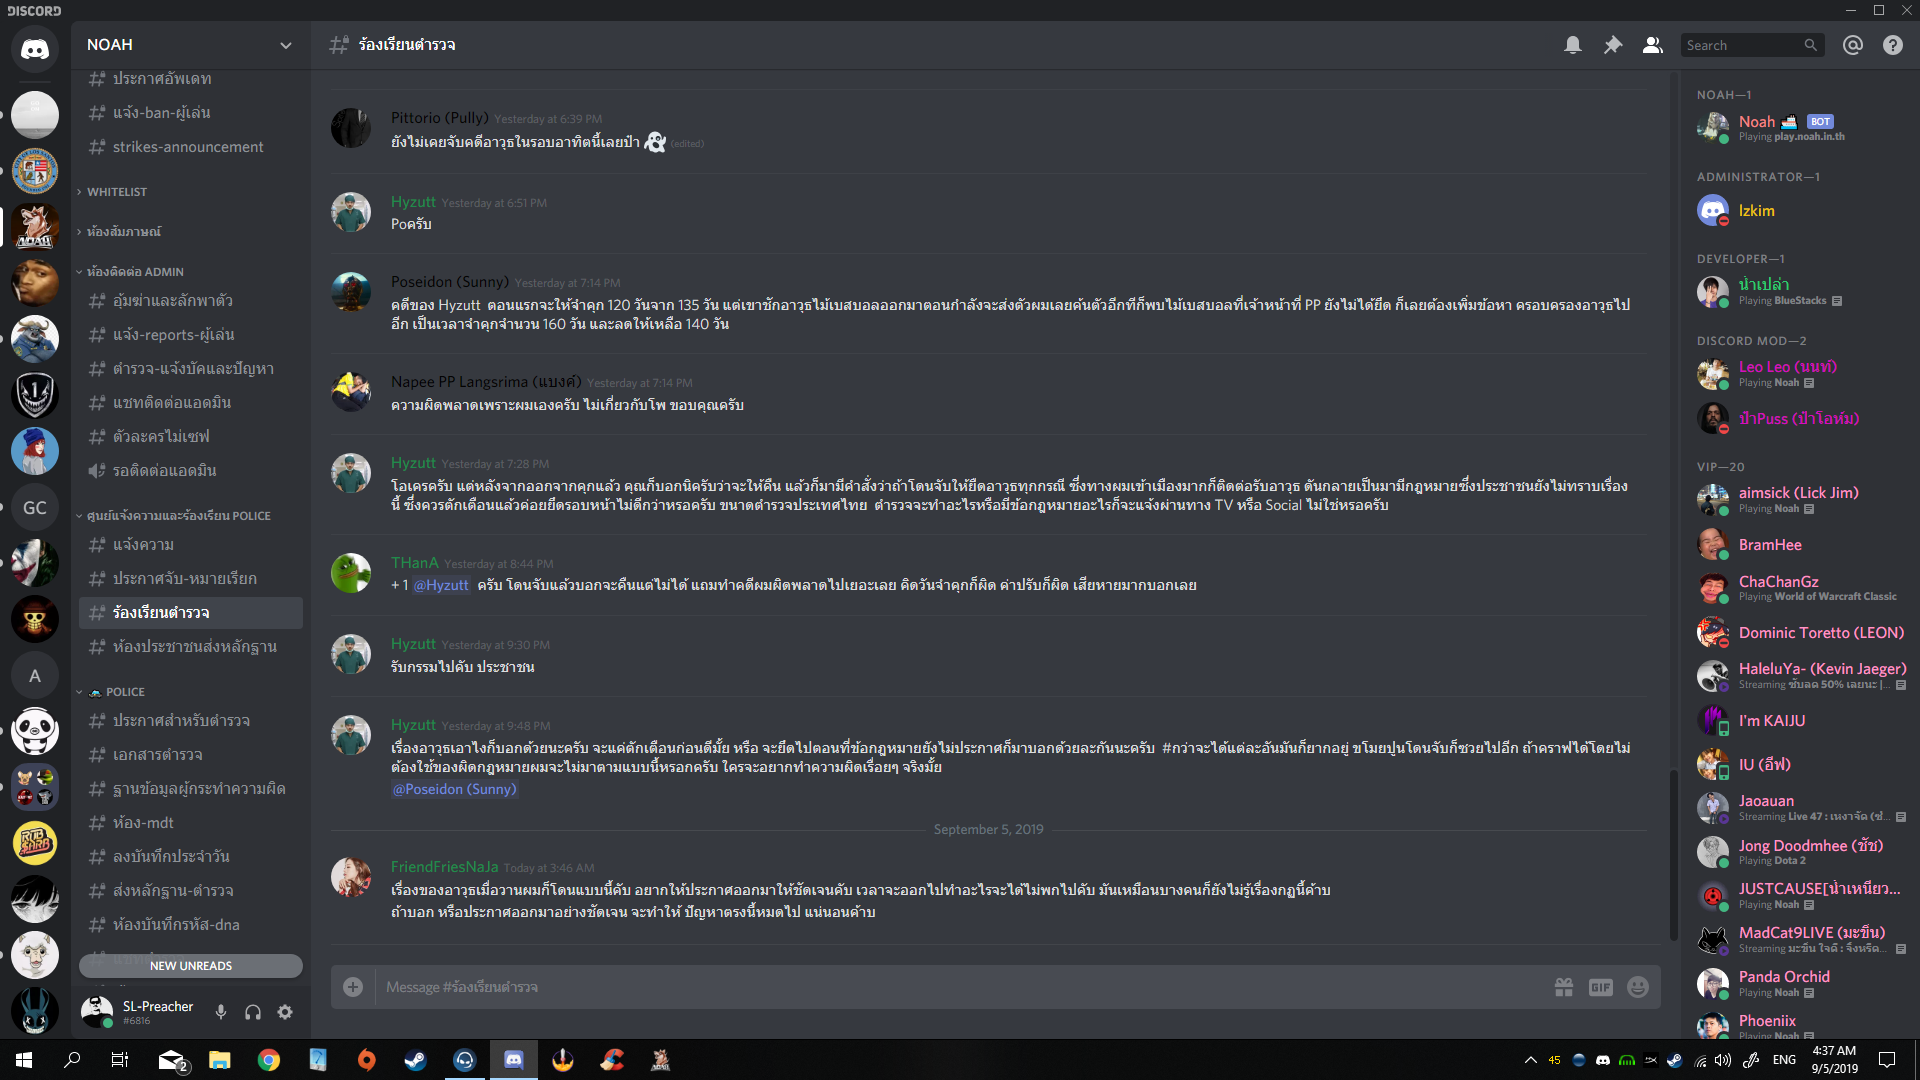 DISCORD
NOAH
ประกาศอัพเดท
แจ้ง-ban-ผู้เล่น
strikes-announcement
WHITELIST
ห้องสัมภาษณ์
ห้องติดต่อ ADMIN
อุ้มฆ่าและลักพาตัว
แจ้ง-reports-ผู้เล่น
ตำรวจ-แจ้งบัคและปัญหา
แชทติดต่อแอดมิน
ตัวละครไม่เซฟ
รอติดต่อแอดมิน
ศูนย์แจ้งความและร้องเรียน POLICE
แจ้งความ
ประกาศจับ-หมายเรียก
ร้องเรียนตำรวจ
ห้องประชาชนส่งหลักฐาน
POLICE
ประกาศสำหรับตำรวจ
เอกสารตำรวจ
ฐานข้อมูลผู้กระทำความผิด
ห้อง-mdt
ลงบันทึกประจำวัน
ส่งหลักฐาน-ตำรวจ
ห้องบันทึกรหัส-dna
NEW UNREADS
GC
A
SL-Preacher
#6816
ร้องเรียนตำรวจ
Search
Pittorio (Pully) Yesterday at 6:39 PM
ยังไม่เคยจับคดีอาวุธในรอบอาทิตนี้เลยป๋า (edited)
Hyzutt Yesterday at 6:51 PM
Poครับ
Poseidon (Sunny) Yesterday at 7:14 PM
คดีของ Hyzutt ตอนแรกจะให้จำคุก 120 วันจาก 135 วัน แต่เขาชักอาวุธไม้เบสบอลออกมาตอนกำลังจะส่งตัวผมเลยค้นตัวอีกทีก็พบไม้เบสบอลที่เจ้าหน้าที่ PP ยังไม่ได้ยึด ก็เลยต้องเพิ่มข้อหา ครอบครองอาวุธไป
อีก เป็นเวลาจำคุกจำนวน 160 วัน และลดให้เหลือ 140 วัน
Napee PP Langsrima (แบงค์) Yesterday at 7:14 PM
ความผิดพลาดเพราะผมเองครับ ไม่เกี่ยวกับโพ ขอบคุณครับ
Hyzutt Yesterday at 7:28 PM
โอเครครับ แต่หลังจากออกจากคุกแล้ว คุณก็บอกนิครับว่าจะให้คืน แล้วก็มามีคำสั่งว่าถ้าโดนจับให้ยึดอาวุธทุกกรณี ซึ่งทางผมเข้าเมืองมาก็ติดต่อรับอาวุธ ดันกลายเป็นมามีกฎหมายซึ่งประชาชนยังไม่ทราบเรื่อง
นี้ ซึ่งควรตักเตือนแล้วค่อยยึดรอบหน้าไม่ดีกว่าหรอครับ ขนาดตำรวจประเทศไทย ตำรวจจะทำอะไรหรือมีข้อกฎหมายอะไรก็จะแจ้งผ่านทาง TV หรือ Social ไม่ใช่หรอครับ
THanA Yesterday at 8:44 PM
+1 @Hyzutt ครับ โดนจับแล้วบอกจะคืนแต่ไม่ได้ แถมทำคดีผมผิดพลาดไปเยอะเลย คิดวันจำคุกก็ผิด ค่าปรับก็ผิด เสียหายมากบอกเลย
Hyzutt Yesterday at 9:30 PM
รับกรรมไปคับ ประชาชน
Hyzutt Yesterday at 9:48 PM
เรื่องอาวุธเอาไงก็บอกด้วยนะครับ จะแค่ตักเตือนก่อนดีมั้ย หรือ จะยึดไปตอนที่ข้อกฎหมายยังไม่ประกาศก็มาบอกด้วยละกันนะครับ #กว่าจะได้แต่ละอันมันก็ยากอยู่ ขโมยปูนโดนจับก็ซวยไปอีก ถ้าคราฟได้โดยไม่
ต้องใช้ของผิดกฎหมายผมจะไม่มาตามแบบนี้หรอกครับ ใครจะอยากทำความผิดเรื่อยๆ จริงมั้ย
@Poseidon (Sunny)
September 5, 2019
FriendFriesNaJa Today at 3:46 AM
เรื่องของอาวุธเมื่อวานผมก็โดนแบบนี้คับ อยากให้ประกาศออกมาให้ชัดเจนคับ เวลาจะออกไปทำอะไรจะได้ไม่พกไปคับ มันเหมือนบางคนก็ยังไม่รู้เรื่องกฏนี้ค้าบ
ถ้าบอก หรือประกาศออกมาอย่างชัดเจน จะทำให้ ปัญหาตรงนี้หมดไป แน่นอนค้าบ
Message #ร้องเรียนตำรวจ
GIF
NOAH—1
Noah BOT
Playing play.noah.in.th
ADMINISTRATOR—1
Izkim
DEVELOPER—1
น้ำเปล่า
Playing BlueStacks
DISCORD MOD—2
Leo Leo (นนท์)
Playing Noah
ป๋าPuss (ป๋าโอห์ม)
VIP—20
aimsick (Lick Jim)
Playing Noah
BramHee
ChaChanGz
Playing World of Warcraft Classic
Dominic Toretto (LEON)
HaleluYa- (Kevin Jaeger)
Streaming ซับลด 50% เลยนะ |...
I'm KAIJU
IU (อีฟ)
Jaoauan
Streaming Live 47 : เหงาจัด (ซ่...
Jong Doodmhee (ชัช)
Playing Dota 2
JUSTCAUSE[น้ำเหนียว...
Playing Noah
MadCat9LIVE (มะขิ่น)
Streaming มะขิ่น ใจดี : จิ้งหรีด...
Panda Orchid
Playing Noah
Phoeniix
Playing Noah
2
45
ENG
4:37 AM
9/5/2019